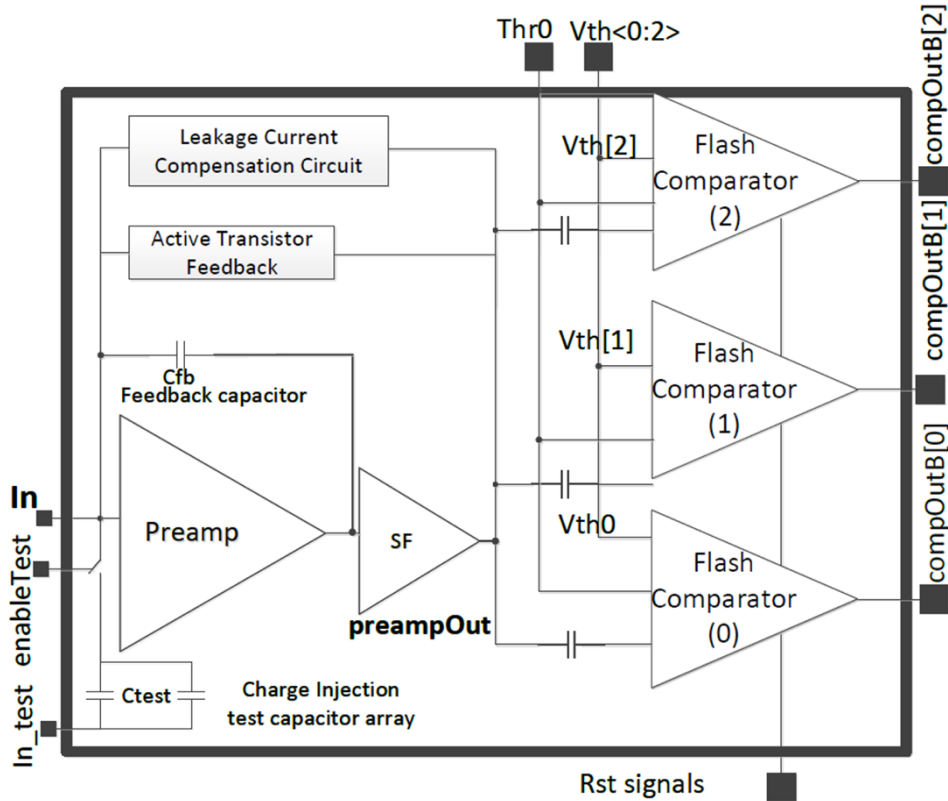 Thr0
Vth<0:2>
compOutB[2]
Leakage Current
Compensation Circuit
Vth[2]
Flash
Comparator
(2)
Active Transistor
Feedback
compOutB[1]
Vth[1]
Flash
Comparator
(1)
Cfb
Feedback capacitor
In
Preamp
SF
preampOut
Vth0
Flash
Comparator
(0)
compOutB[0]
enableTest
In_test
Ctest
Charge Injection
test capacitor array
Rst signals